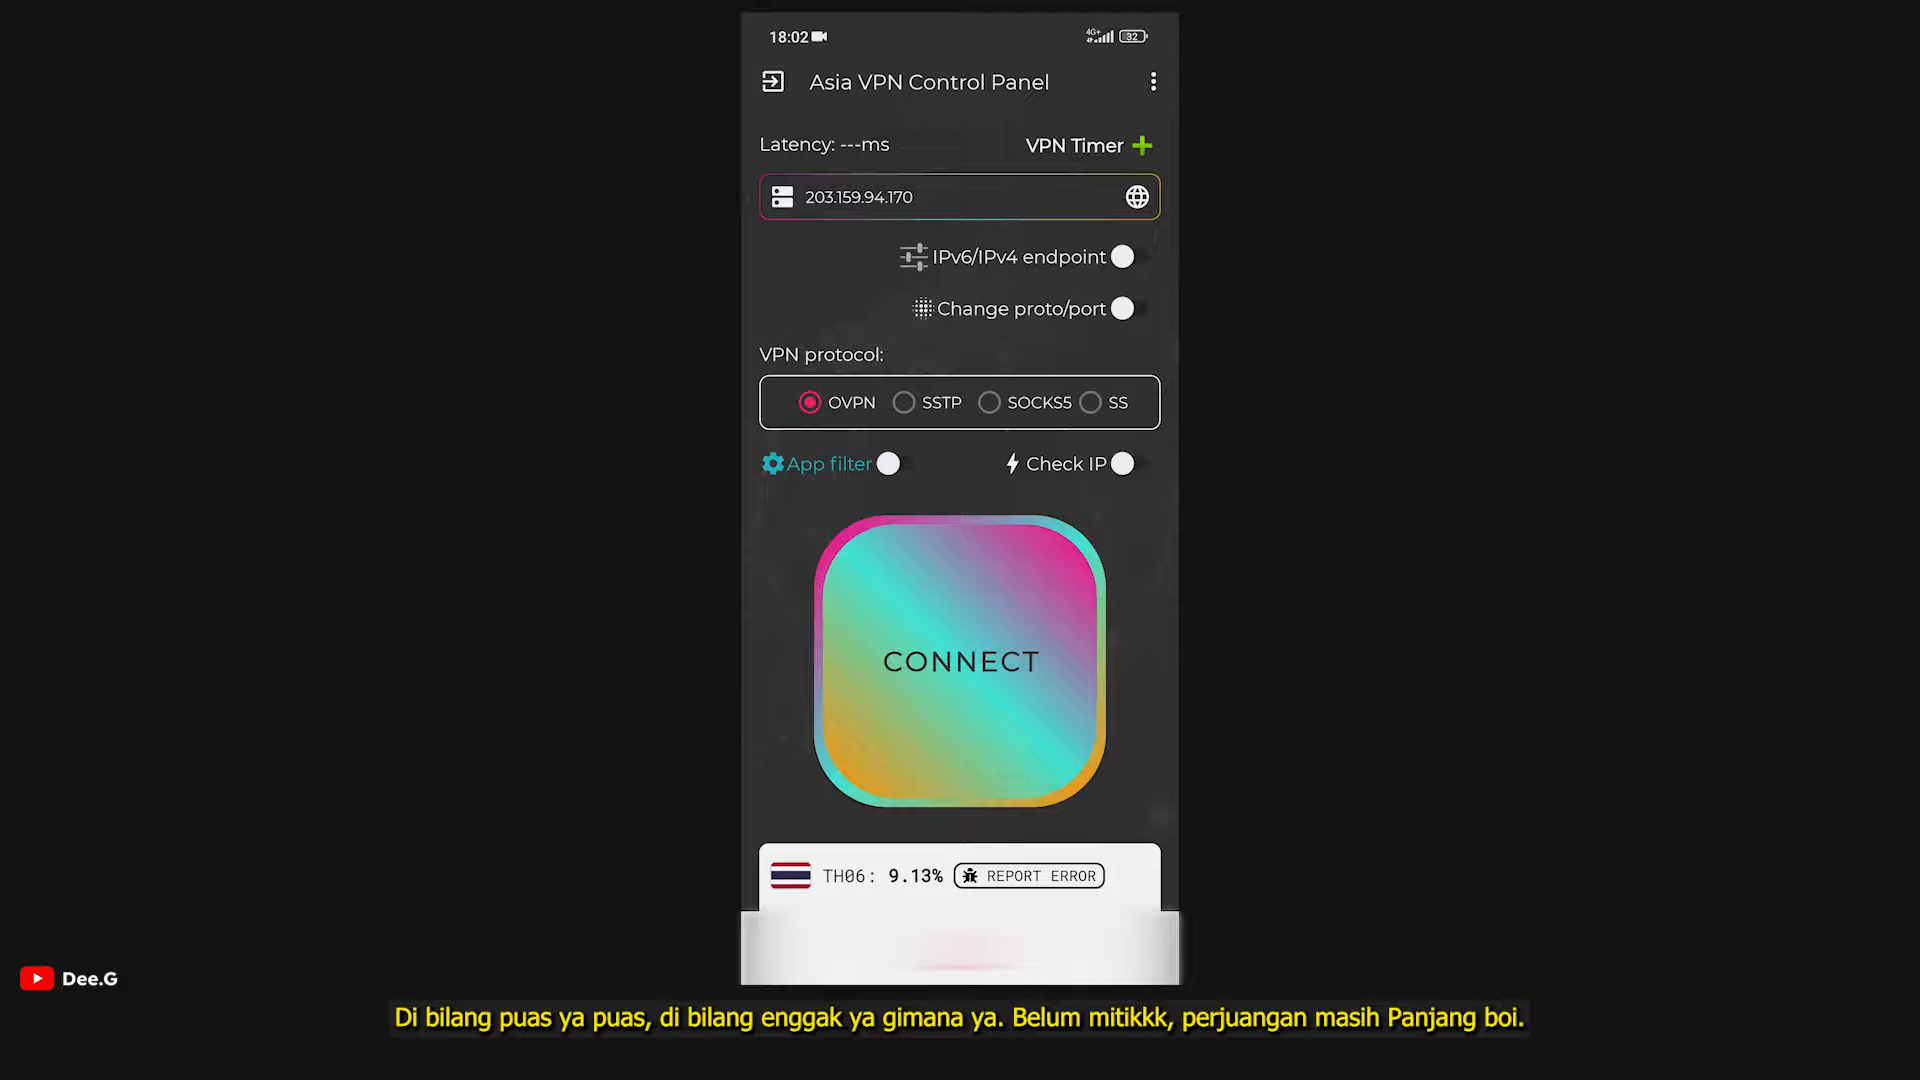 18:02
4G+
32
Asia VPN Control Panel
Latency: ---ms
VPN Timer
203.159.94.170
IPv6/IPv4 endpoint
Change proto/port
VPN protocol:
OVPN SSTP SOCKS5 SS
App filter
Check IP
CONNECT
TH06: 9.13% REPORT ERROR
Dee.G
Di bilang puas ya puas, di bilang enggak ya gimana ya. Belum mitikkk, perjuangan masih Panjang boi.